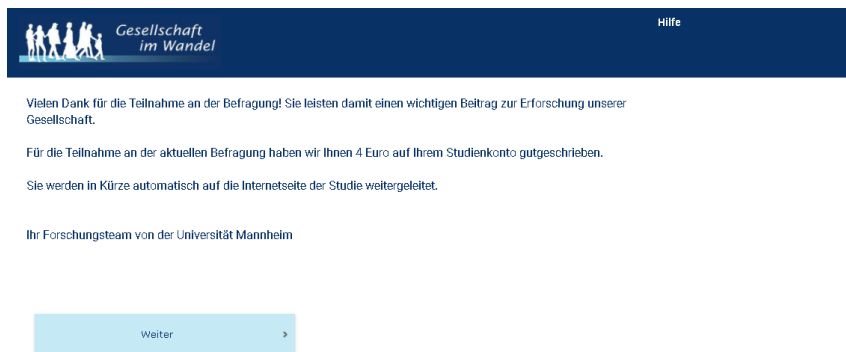 Gesellschaft
im Wandel
Hilfe
Vielen Dank für die Teilnahme an der Befragung! Sie leisten damit einen wichtigen Beitrag zur Erforschung unserer
Gesellschaft.
Für die Teilnahme an der aktuellen Befragung haben wir Ihnen 4 Euro auf Ihrem Studienkonto gutgeschrieben.
Sie werden in Kürze automatisch auf die Internetseite der Studie weitergeleitet.
Ihr Forschungsteam von der Universität Mannheim
Weiter